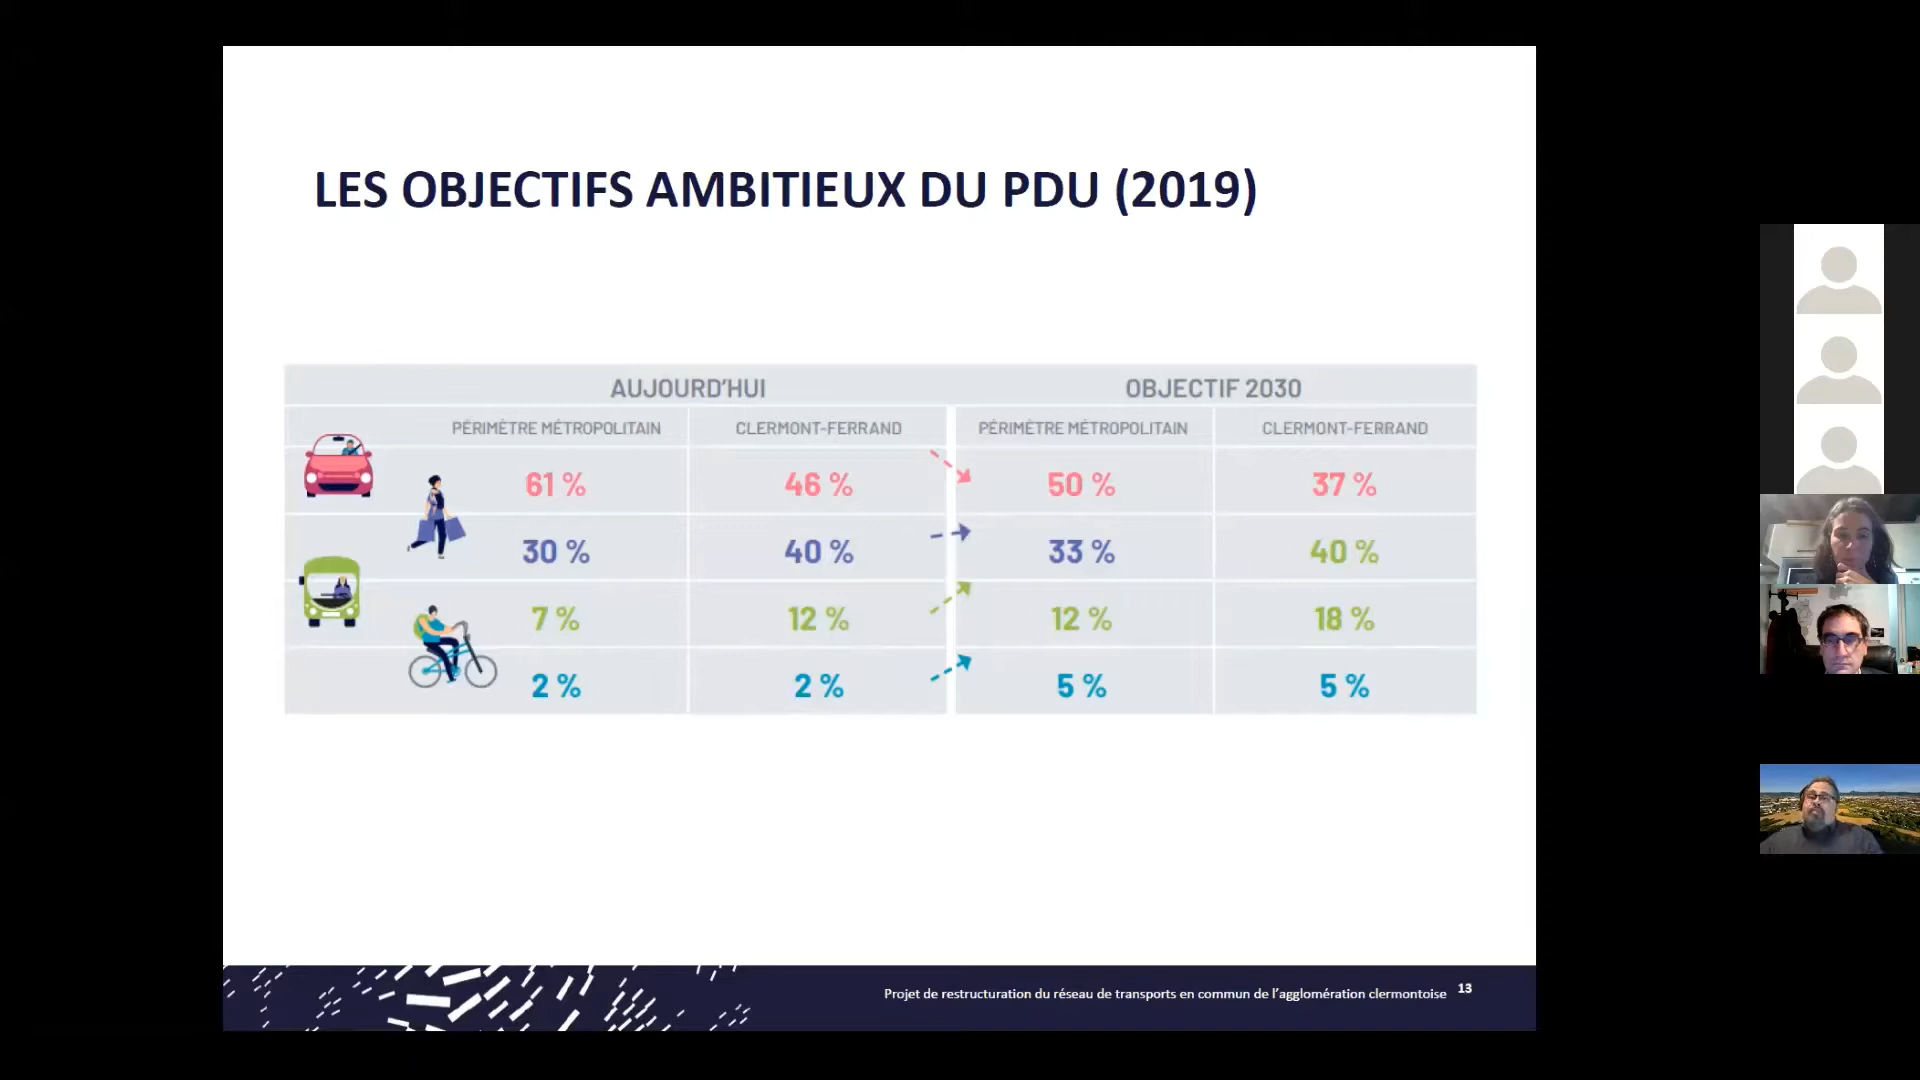 LES OBJECTIFS AMBITIEUX DU PDU (2019)
AUJOURD'HUI OBJECTIF 2030
PÉRIMÈTRE MÉTROPOLITAIN CLERMONT-FERRAND PÉRIMÈTRE MÉTROPOLITAIN CLERMONT-FERRAND
61 % 46 % 50 % 37 %
30 % 40 % 33 % 40 %
7 % 12 % 12 % 18 %
2 % 2 % 5 % 5 %
Projet de restructuration du réseau de transports en commun de l'agglomération clermontoise 13